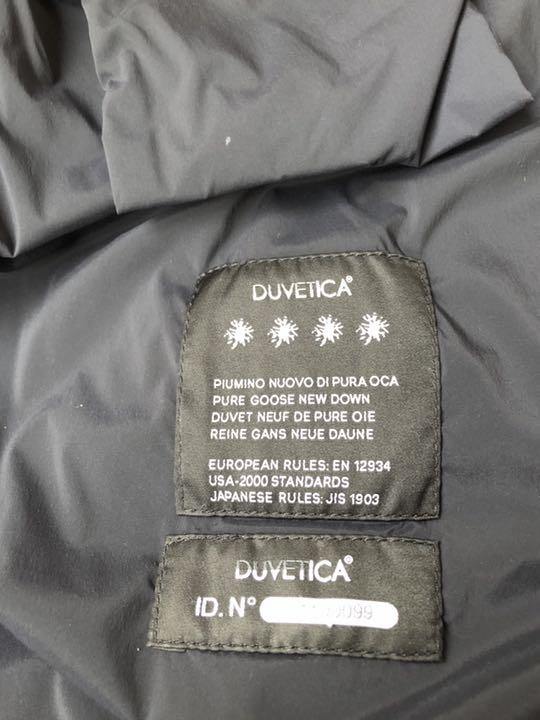 DUVETICA®
PIUMINO NUOVO DI PURA OCA
PURE GOOSE NEW DOWN
DUVET NEUF DE PURE OIE
REINE GANS NEUE DAUNE
EUROPEAN RULES: EN 12934
USA-2000 STANDARDS
JAPANESE RULES: JIS 1903
DUVETICA®
ID. N°